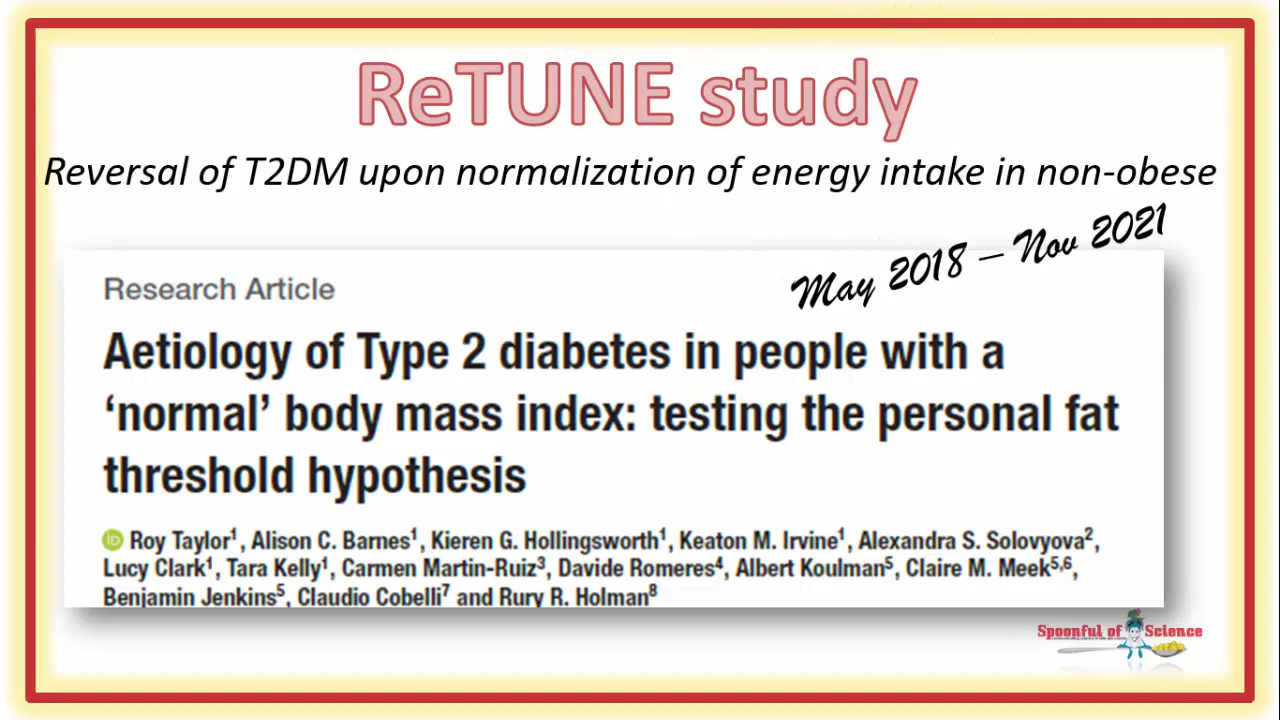 ReTUNE study
Reversal of T2DM upon normalization of energy intake in non-obese
May 2018 – Nov 2021
Research Article
Aetiology of Type 2 diabetes in people with a
‘normal’ body mass index: testing the personal fat
threshold hypothesis
iD Roy Taylor¹, Alison C. Barnes¹, Kieren G. Hollingsworth¹, Keaton M. Irvine¹, Alexandra S. Solovyova²,
Lucy Clark¹, Tara Kelly¹, Carmen Martin-Ruiz³, Davide Romeres⁴, Albert Koulman⁵, Claire M. Meek⁵,⁶,
Benjamin Jenkins⁵, Claudio Cobelli⁷ and Rury R. Holman⁸
Spoonful of Science